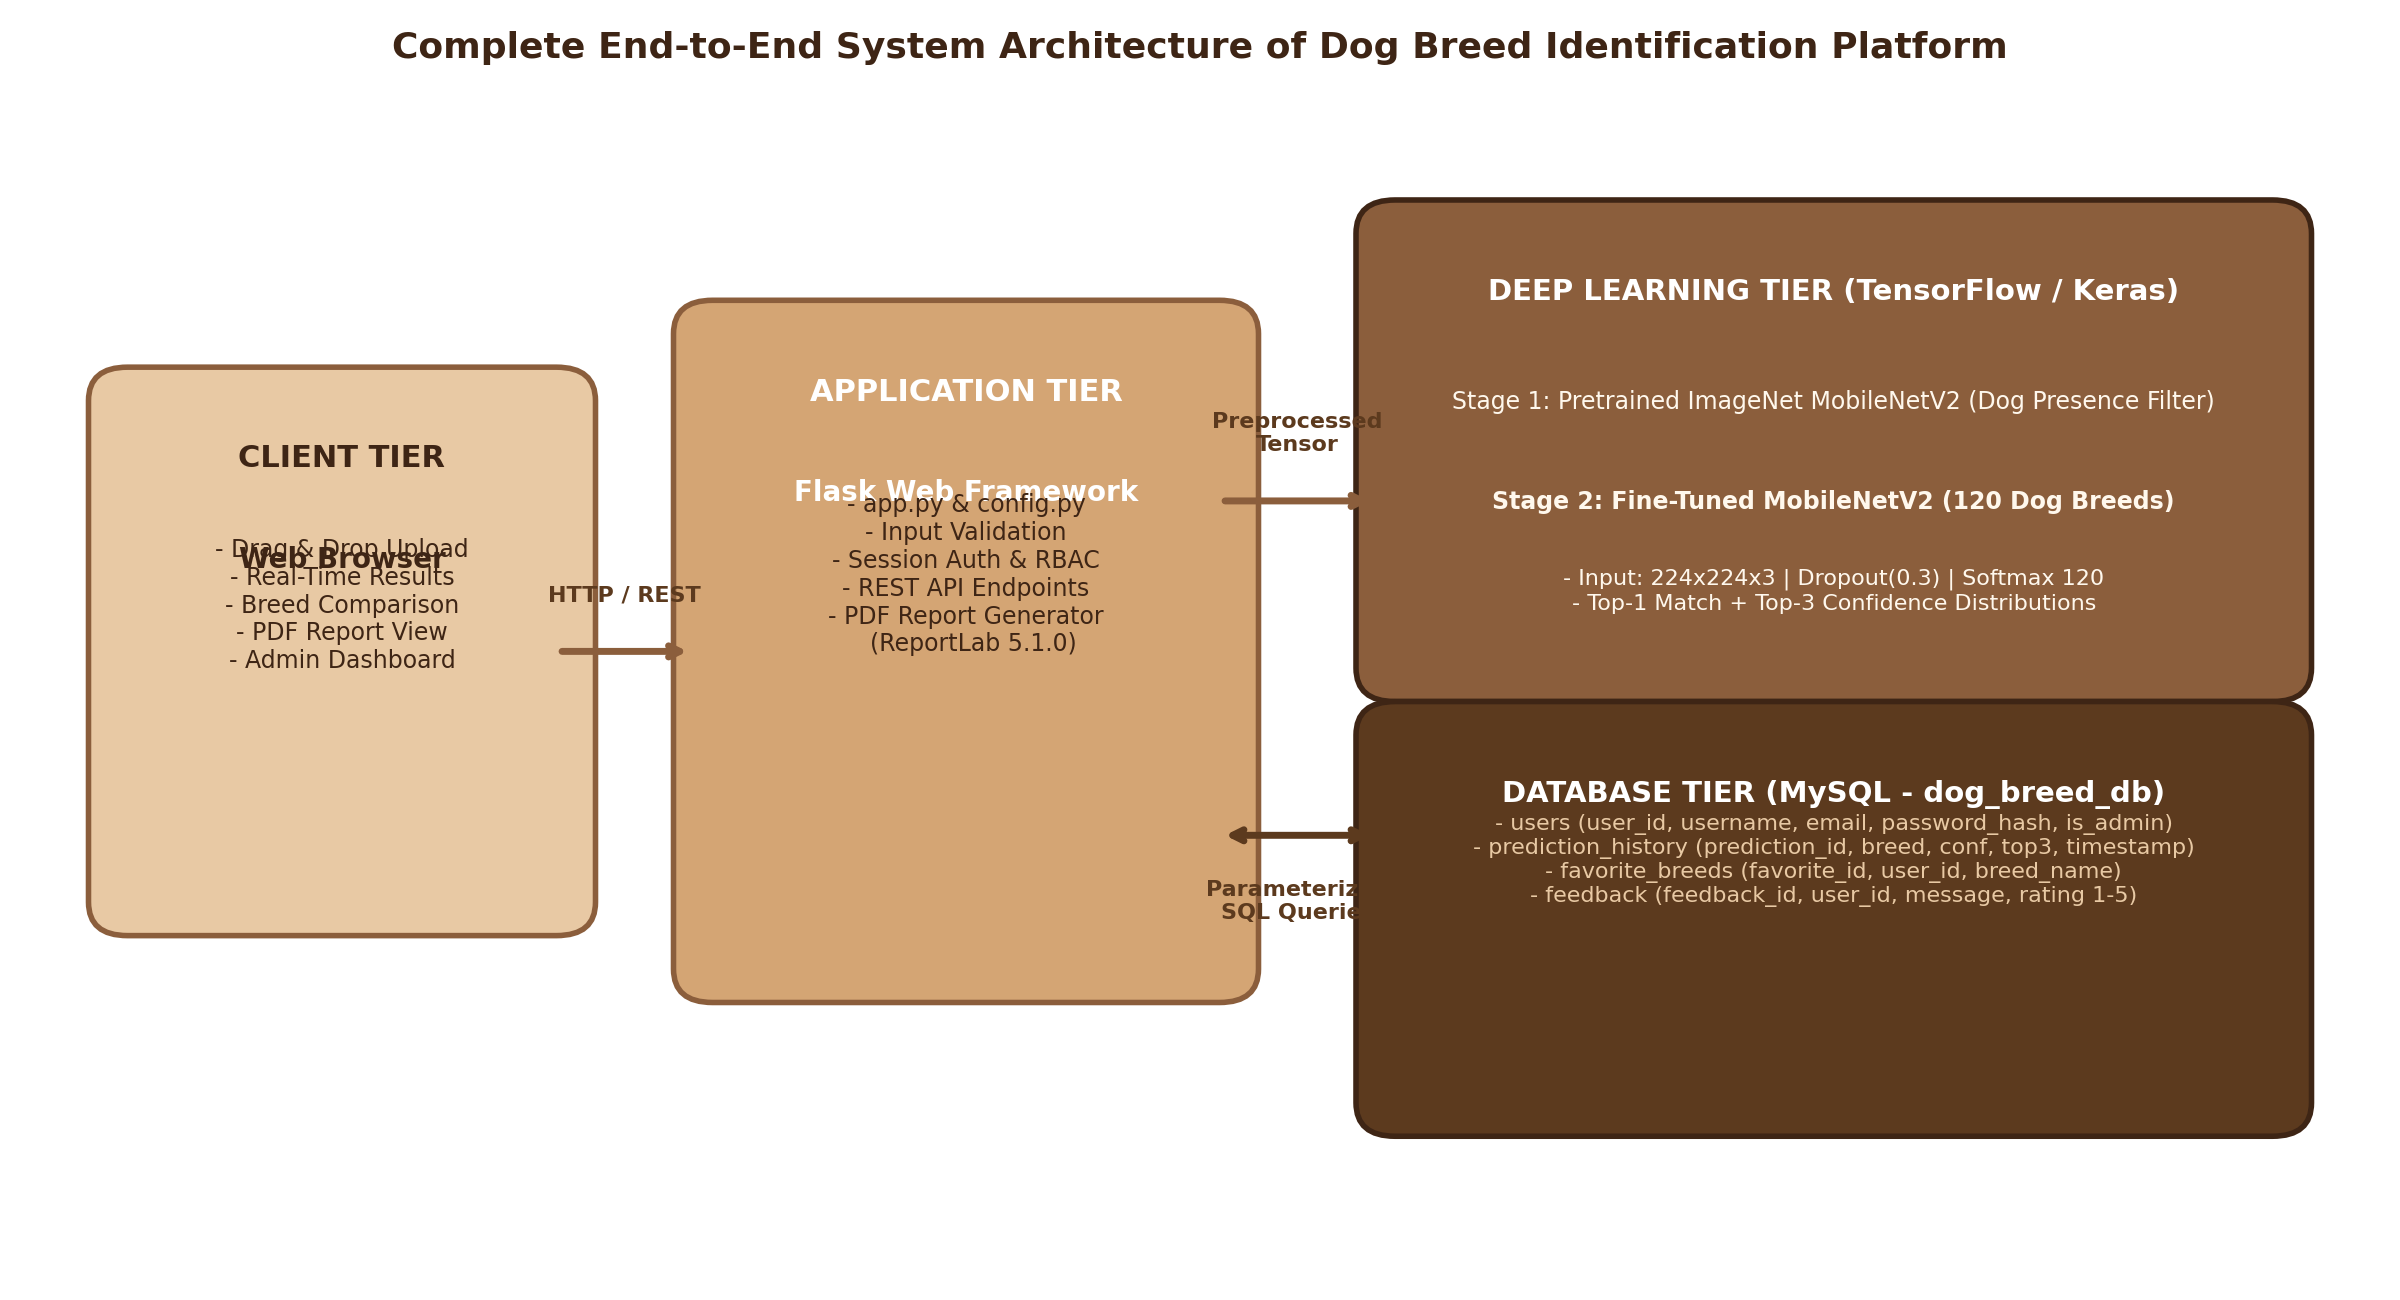 Complete End-to-End System Architecture of Dog Breed Identification Platform
CLIENT TIER
Web Browser
- Drag & Drop Upload
- Real-Time Results
- Breed Comparison
- PDF Report View
- Admin Dashboard
HTTP / REST
APPLICATION TIER
Flask Web Framework
- app.py & config.py
- Input Validation
- Session Auth & RBAC
- REST API Endpoints
- PDF Report Generator
(ReportLab 5.1.0)
Preprocessed
Tensor
DEEP LEARNING TIER (TensorFlow / Keras)
Stage 1: Pretrained ImageNet MobileNetV2 (Dog Presence Filter)
Stage 2: Fine-Tuned MobileNetV2 (120 Dog Breeds)
- Input: 224x224x3 | Dropout(0.3) | Softmax 120
- Top-1 Match + Top-3 Confidence Distributions
Parameteriz
SQL Querie
DATABASE TIER (MySQL - dog_breed_db)
- users (user_id, username, email, password_hash, is_admin)
- prediction_history (prediction_id, breed, conf, top3, timestamp)
- favorite_breeds (favorite_id, user_id, breed_name)
- feedback (feedback_id, user_id, message, rating 1-5)